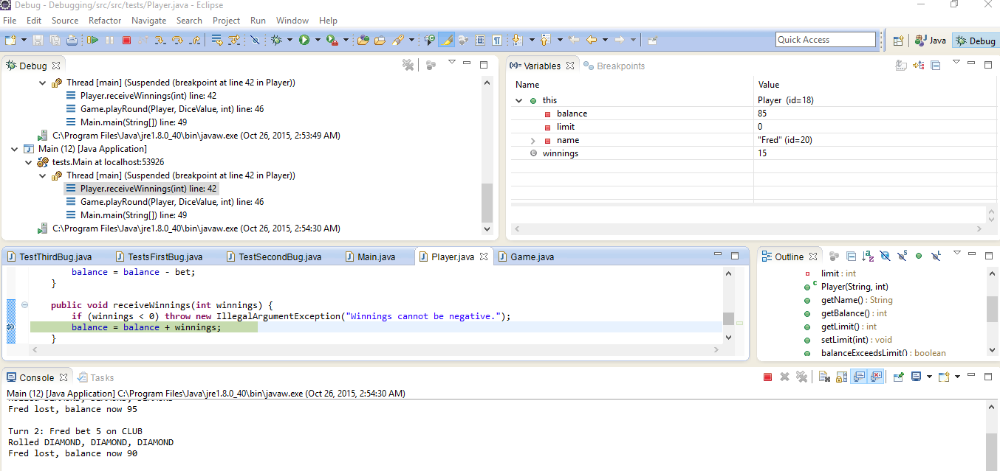 Debug - Debugging/src/src/tests/Player.java - Eclipse
File Edit Source Refactor Navigate Search Project Run Window Help
Quick Access Java Debug
Debug
Thread [main] (Suspended (breakpoint at line 42 in Player))
Player.receiveWinnings(int) line: 42
Game.playRound(Player, DiceValue, int) line: 46
Main.main(String[]) line: 49
C:\Program Files\Java\jre1.8.0_40\bin\javaw.exe (Oct 26, 2015, 2:53:49 AM)
Main (12) [Java Application]
tests.Main at localhost:53926
Thread [main] (Suspended (breakpoint at line 42 in Player))
Player.receiveWinnings(int) line: 42
Game.playRound(Player, DiceValue, int) line: 46
Main.main(String[]) line: 49
C:\Program Files\Java\jre1.8.0_40\bin\javaw.exe (Oct 26, 2015, 2:54:30 AM)
(x)= Variables Breakpoints
Name Value
this Player (id=18)
balance 85
limit 0
name "Fred" (id=20)
winnings 15
TestThirdBug.java TestsFirstBug.java TestSecondBug.java Main.java Player.java Game.java
balance = balance - bet;
}
public void receiveWinnings(int winnings) {
if (winnings < 0) throw new IllegalArgumentException("Winnings cannot be negative.");
balance = balance + winnings;
}
Outline
limit : int
Player(String, int)
getName() : String
getBalance() : int
getLimit() : int
setLimit(int) : void
balanceExceedsLimit() : boolean
Console Tasks
Main (12) [Java Application] C:\Program Files\Java\jre1.8.0_40\bin\javaw.exe (Oct 26, 2015, 2:54:30 AM)
Fred lost, balance now 95
Turn 2: Fred bet 5 on CLUB
Rolled DIAMOND, DIAMOND, DIAMOND
Fred lost, balance now 90